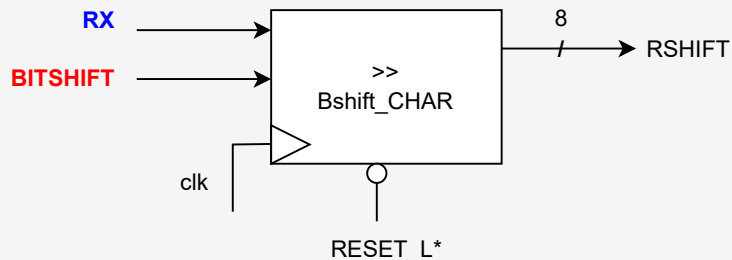 RX
BITSHIFT
>>
Bshift_CHAR
8
RSHIFT
clk
RESET_L*